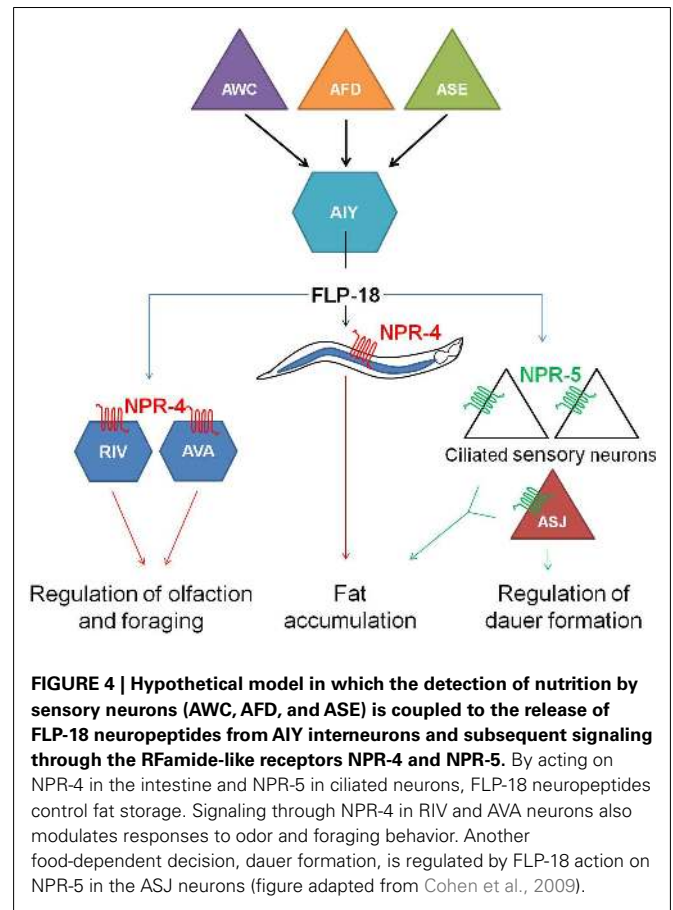 AWC AFD ASE
AIY
FLP-18
NPR-4
NPR-4
NPR-5
RIV AVA
Ciliated sensory neurons
ASJ
Regulation of olfaction
and foraging
Fat
accumulation
Regulation of
dauer formation
FIGURE 4 | Hypothetical model in which the detection of nutrition by
sensory neurons (AWC, AFD, and ASE) is coupled to the release of
FLP-18 neuropeptides from AIY interneurons and subsequent signaling
through the RFamide-like receptors NPR-4 and NPR-5. By acting on
NPR-4 in the intestine and NPR-5 in ciliated neurons, FLP-18 neuropeptides
control fat storage. Signaling through NPR-4 in RIV and AVA neurons also
modulates responses to odor and foraging behavior. Another
food-dependent decision, dauer formation, is regulated by FLP-18 action on
NPR-5 in the ASJ neurons (figure adapted from Cohen et al., 2009).